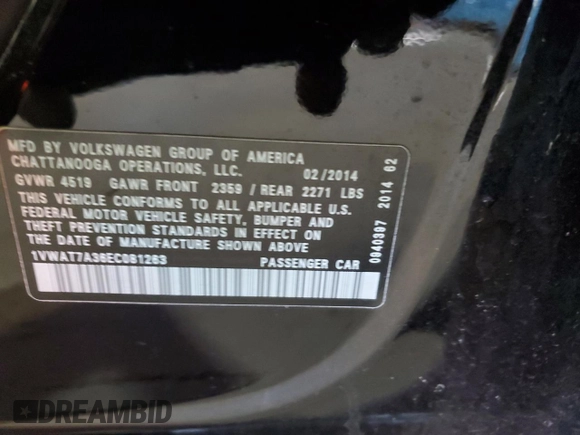 MFD BY VOLKSWAGEN GROUP OF AMERICA
CHATTANOOGA OPERATIONS, LLC. 02/2014
GVWR 4519 GAWR FRONT 2359 / REAR 2271 LBS
THIS VEHICLE CONFORMS TO ALL APPLICABLE U.S.
FEDERAL MOTOR VEHICLE SAFETY, BUMPER AND
THEFT PREVENTION STANDARDS IN EFFECT ON
THE DATE OF MANUFACTURE SHOWN ABOVE
1VWAT7A36EC061263 PASSENGER CAR
0940397 2014 62
DREAMBID